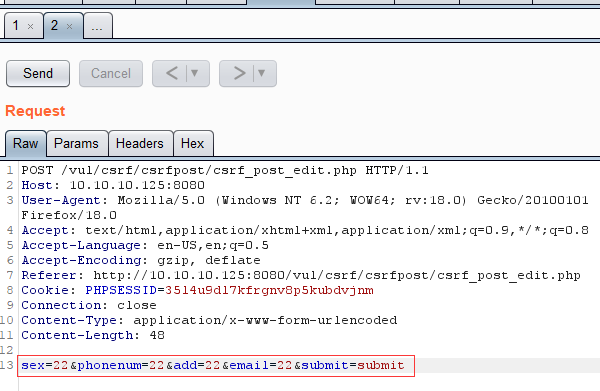 1 × 2 × ...
Send Cancel < ▼ > ▼
Request
Raw Params Headers Hex
1 POST /vul/csrf/csrfpost/csrf_post_edit.php HTTP/1.1
2 Host: 10.10.10.125:8080
3 User-Agent: Mozilla/5.0 (Windows NT 6.2; WOW64; rv:18.0) Gecko/20100101
Firefox/18.0
4 Accept: text/html,application/xhtml+xml,application/xml;q=0.9,*/*;q=0.8
5 Accept-Language: en-US,en;q=0.5
6 Accept-Encoding: gzip, deflate
7 Referer: http://10.10.10.125:8080/vul/csrf/csrfpost/csrf_post_edit.php
8 Cookie: PHPSESSID=3514u9d17kfrgnv8p5kubdvjnm
9 Connection: close
10 Content-Type: application/x-www-form-urlencoded
11 Content-Length: 48
12
13 sex=22&phonenum=22&add=22&email=22&submit=submit